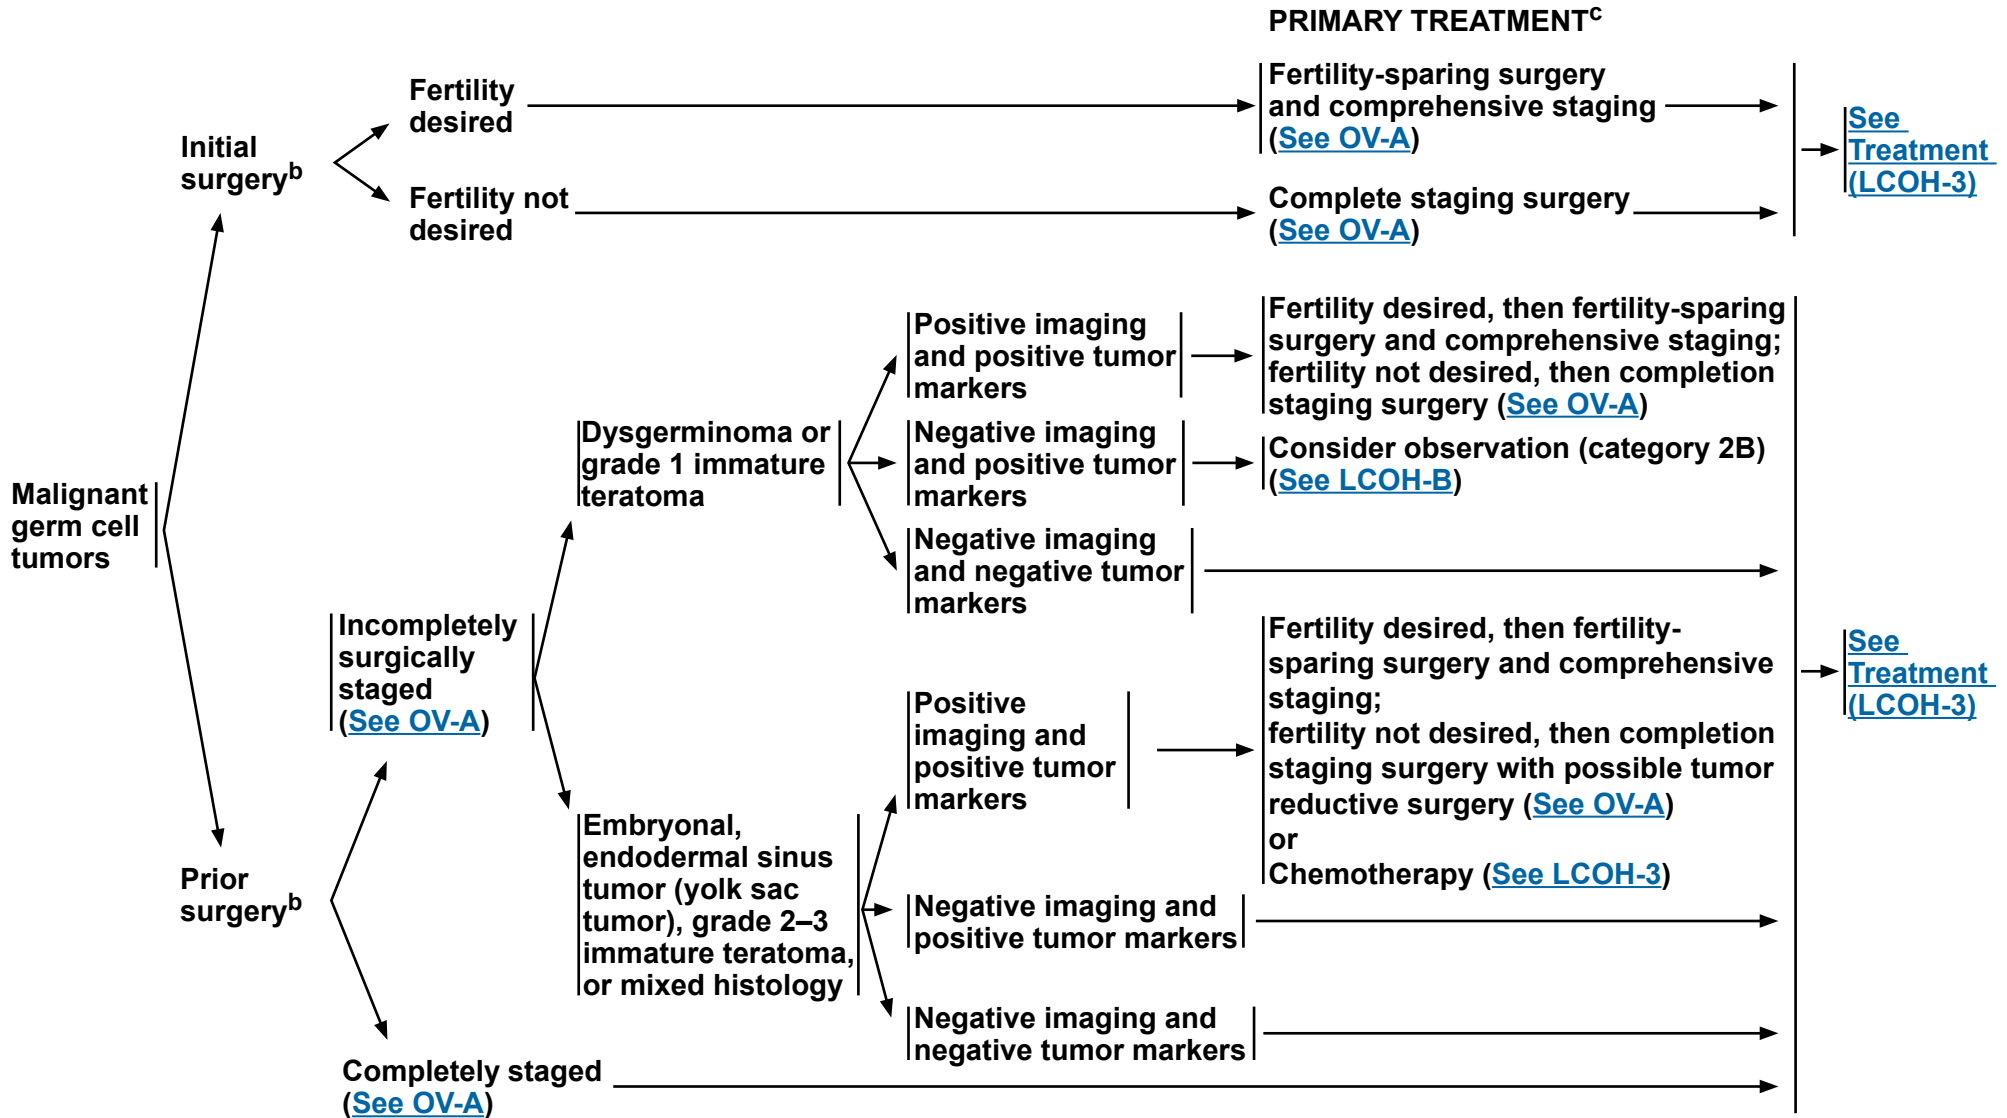 PRIMARY TREATMENTc
Initial
surgeryb
Fertility
desired
Fertility-sparing surgery
and comprehensive staging
(See OV-A)
Fertility not
desired
Complete staging surgery
(See OV-A)
See
Treatment
(LCOH-3)
Malignant
germ cell
tumors
Prior
surgeryb
Incompletely
surgically
staged
(See OV-A)
Dysgerminoma or
grade 1 immature
teratoma
Positive imaging
and positive tumor
markers
Fertility desired, then fertility-sparing
surgery and comprehensive staging;
fertility not desired, then completion
staging surgery (See OV-A)
Negative imaging
and positive tumor
markers
Consider observation (category 2B)
(See LCOH-B)
Negative imaging
and negative tumor
markers
Embryonal,
endodermal sinus
tumor (yolk sac
tumor), grade 2–3
immature teratoma,
or mixed histology
Positive
imaging and
positive tumor
markers
Fertility desired, then fertility-
sparing surgery and comprehensive
staging;
fertility not desired, then completion
staging surgery with possible tumor
reductive surgery (See OV-A)
or
Chemotherapy (See LCOH-3)
Negative imaging and
positive tumor markers
Negative imaging and
negative tumor markers
Completely staged
(See OV-A)
See
Treatment
(LCOH-3)